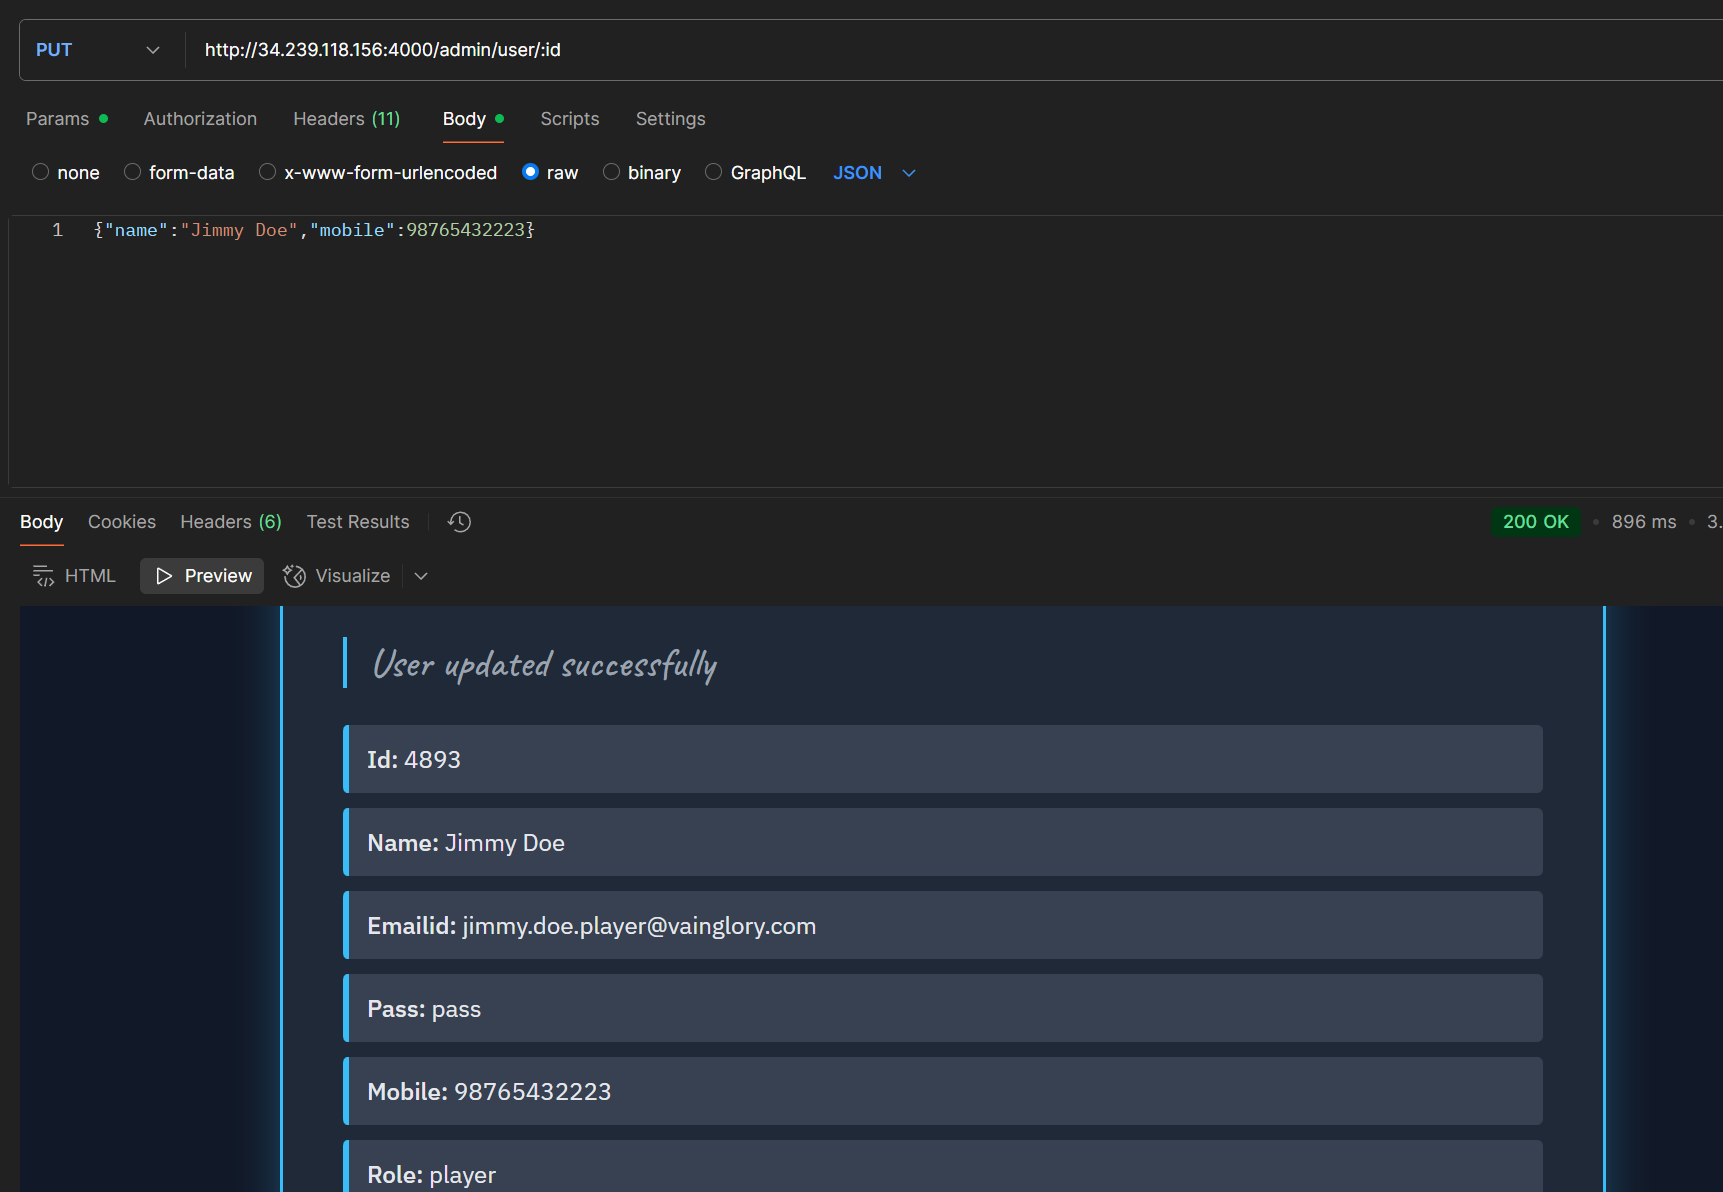 PUT
http://34.239.118.156:4000/admin/user/:id
Params Authorization Headers (11) Body Scripts Settings
none form-data x-www-form-urlencoded raw binary GraphQL JSON
1 {"name":"Jimmy Doe","mobile":98765432223}
Body Cookies Headers (6) Test Results 200 OK 896 ms 3.
HTML Preview Visualize
User updated successfully
Id: 4893
Name: Jimmy Doe
Emailid: jimmy.doe.player@vainglory.com
Pass: pass
Mobile: 98765432223
Role: player